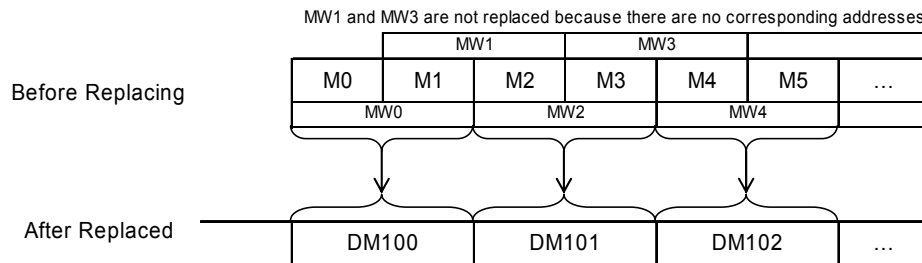 MW1 and MW3 are not replaced because there are no corresponding addresses
MW1 MW3
Before Replacing M0 M1 M2 M3 M4 M5 ...
MW0 MW2 MW4
After Replaced DM100 DM101 DM102 ...